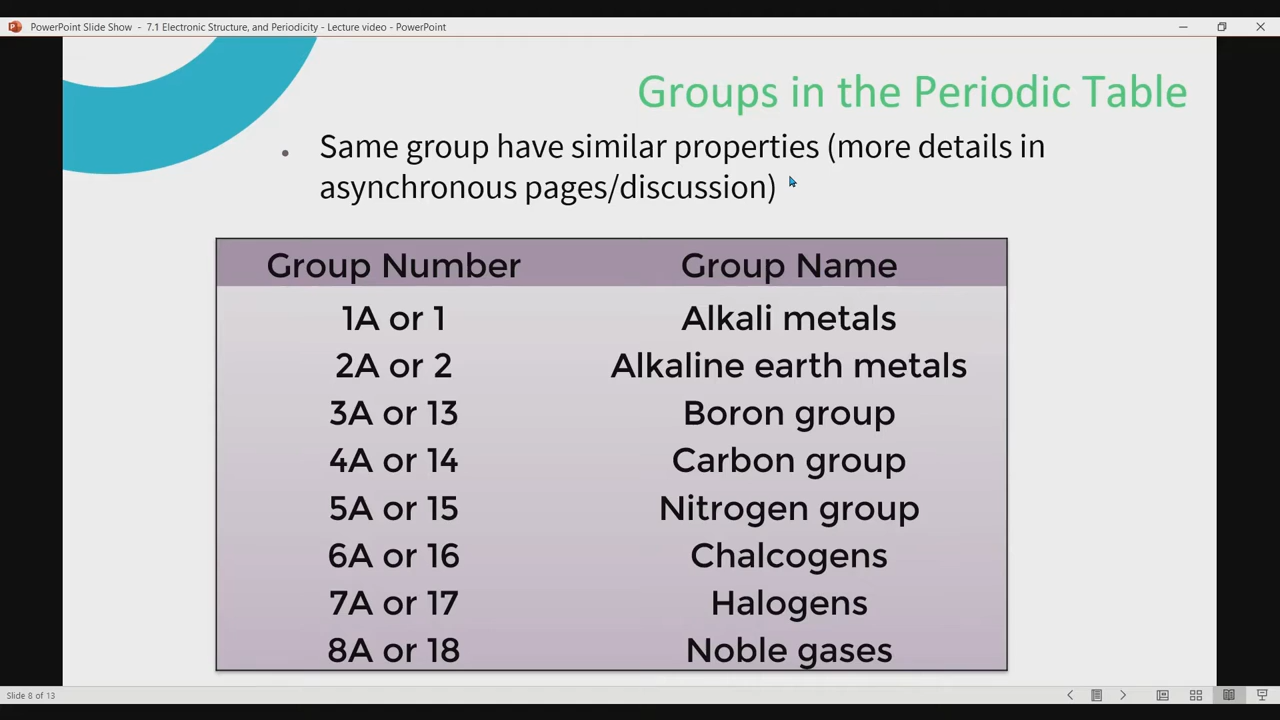 PowerPoint Slide Show - 7.1 Electronic Structure, and Periodicity - Lecture video - PowerPoint
Groups in the Periodic Table
• Same group have similar properties (more details in
asynchronous pages/discussion)
Group Number Group Name
1A or 1 Alkali metals
2A or 2 Alkaline earth metals
3A or 13 Boron group
4A or 14 Carbon group
5A or 15 Nitrogen group
6A or 16 Chalcogens
7A or 17 Halogens
8A or 18 Noble gases
Slide 8 of 13